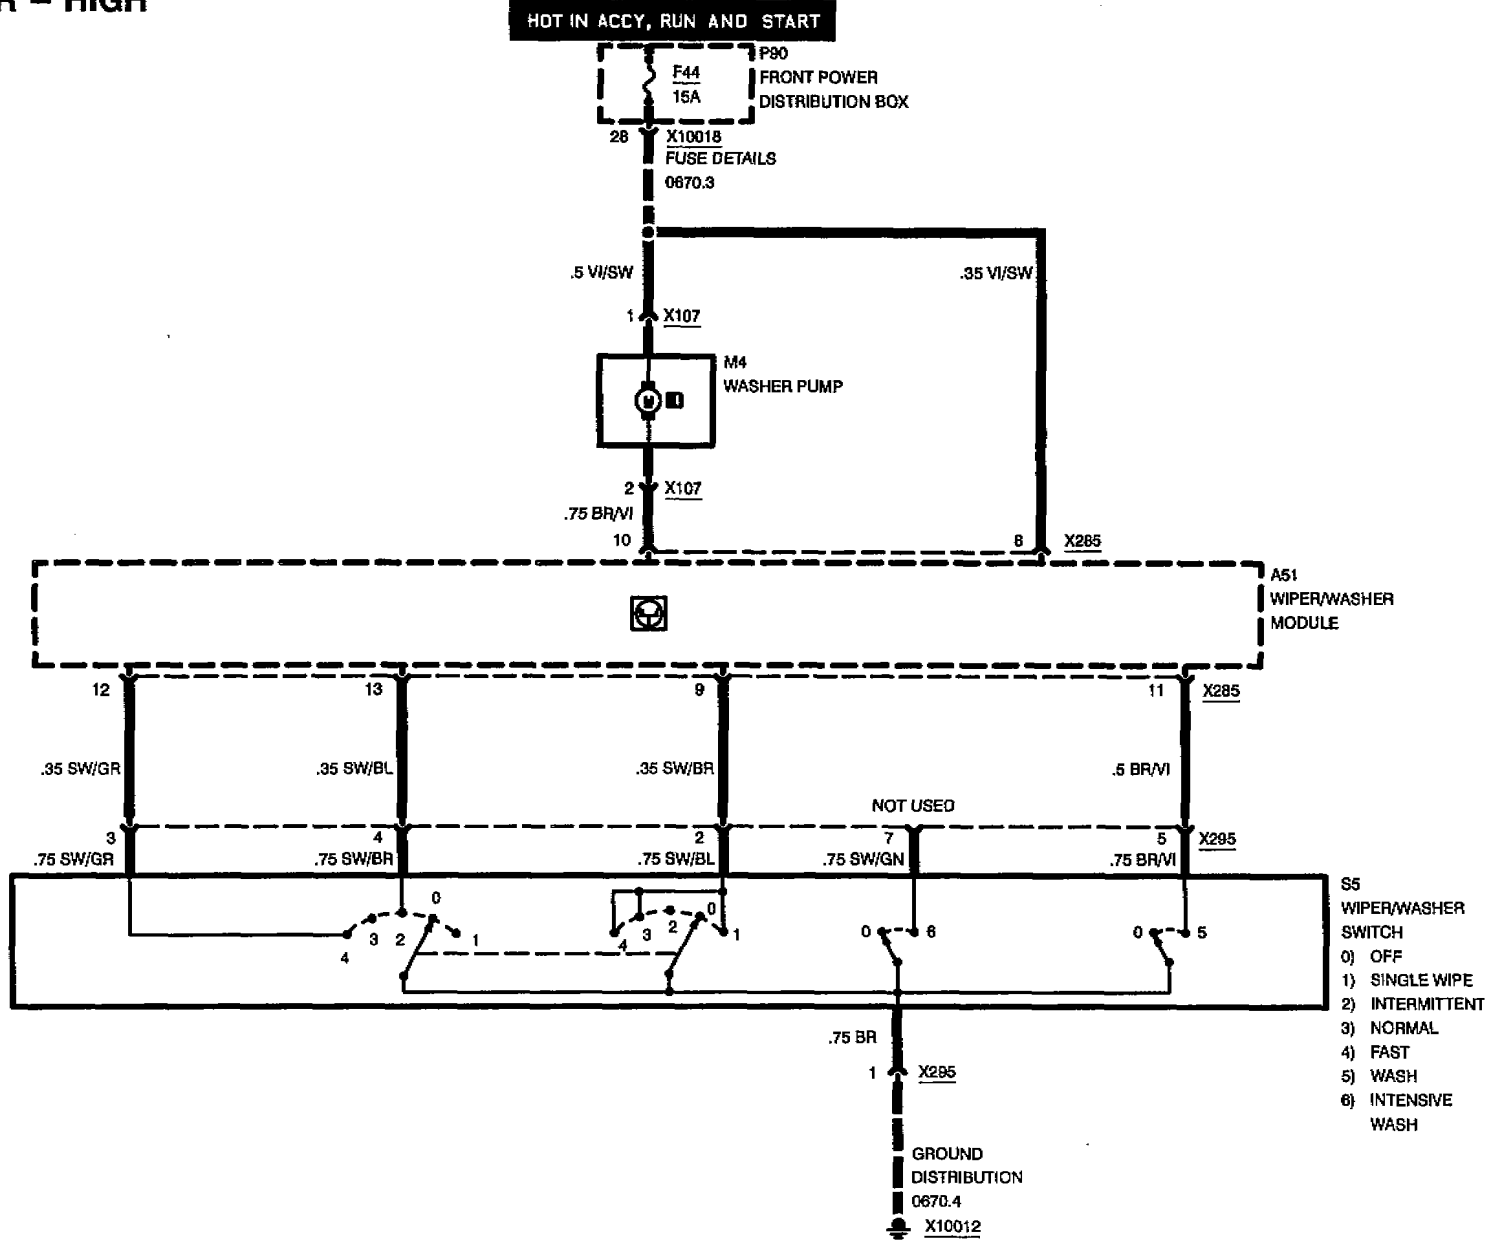 R – HIGH
HOT IN ACCY, RUN AND START
P90
F44
FRONT POWER
15A
DISTRIBUTION BOX
28
X10018
FUSE DETAILS
0670.3
.5 VI/SW
.35 VI/SW
1
X107
M4
WASHER PUMP
M
2
X107
.75 BR/VI
10
8
X285
A51
WIPER/WASHER
MODULE
12
13
9
11
X285
.35 SW/GR
.35 SW/BL
.35 SW/BR
.5 BR/VI
NOT USED
3
4
2
7
5
X295
.75 SW/GR
.75 SW/BR
.75 SW/BL
.75 SW/GN
.75 BR/VI
0
4
3
2
1
0
4
3
2
1
0
6
0
5
S5
WIPER/WASHER
SWITCH
0) OFF
1) SINGLE WIPE
2) INTERMITTENT
3) NORMAL
4) FAST
5) WASH
6) INTENSIVE
WASH
.75 BR
1
X295
GROUND
DISTRIBUTION
0670.4
X10012